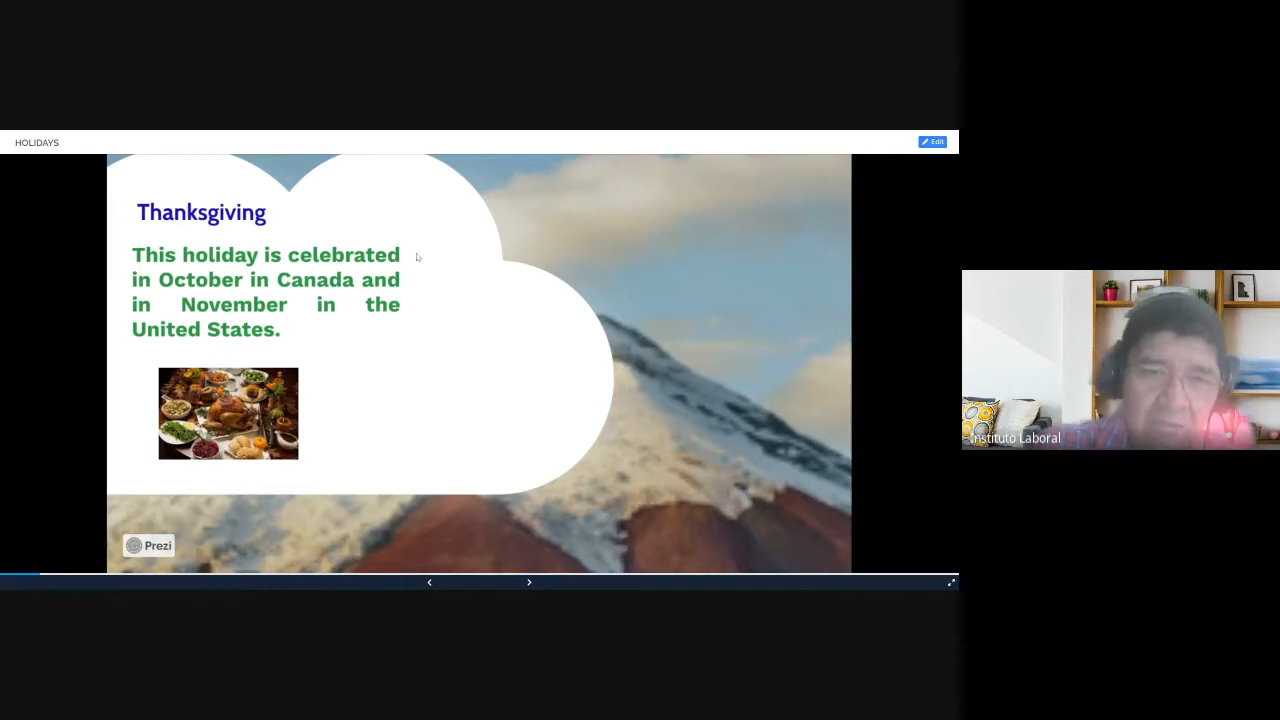 HOLIDAYS
Edit
Thanksgiving
This holiday is celebrated
in October in Canada and
in November in the
United States.
Prezi
Instituto Laboral